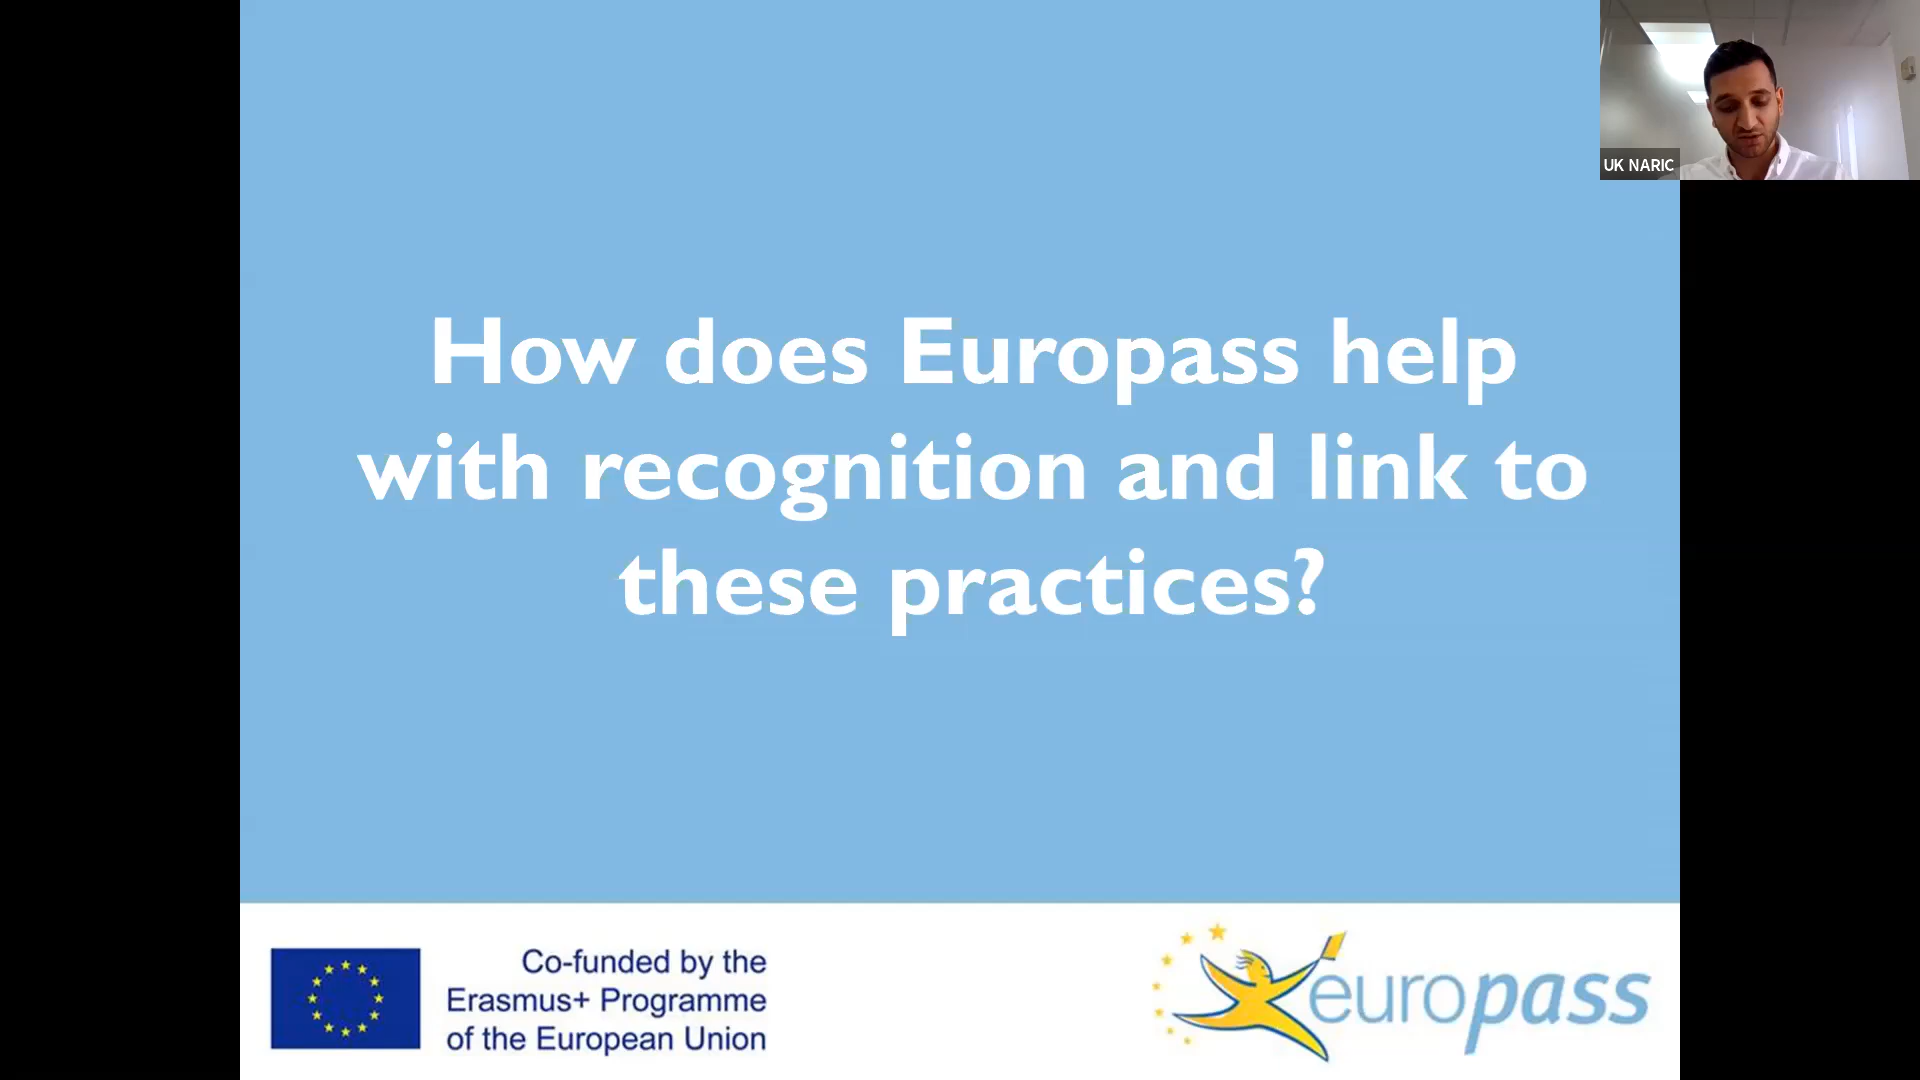 UK NARIC
How does Europass help
with recognition and link to
these practices?
Co-funded by the
Erasmus+ Programme
of the European Union
europass